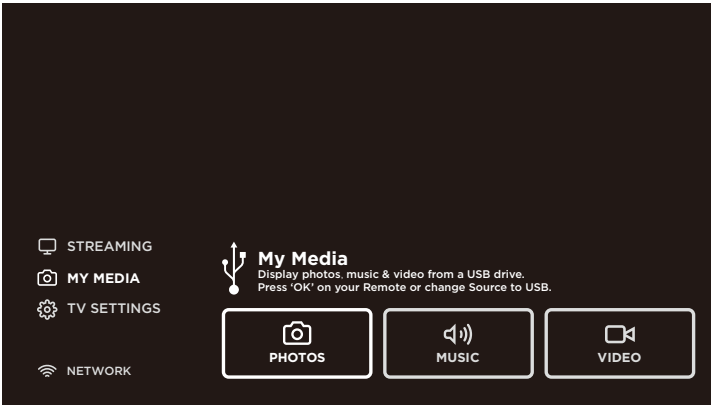 STREAMING
MY MEDIA
TV SETTINGS
NETWORK
My Media
Display photos, music & video from a USB drive.
Press ‘OK’ on your Remote or change Source to USB.
PHOTOS
MUSIC
VIDEO